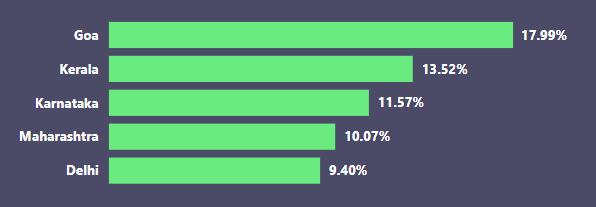 Goa 17.99%
Kerala 13.52%
Karnataka 11.57%
Maharashtra 10.07%
Delhi 9.40%